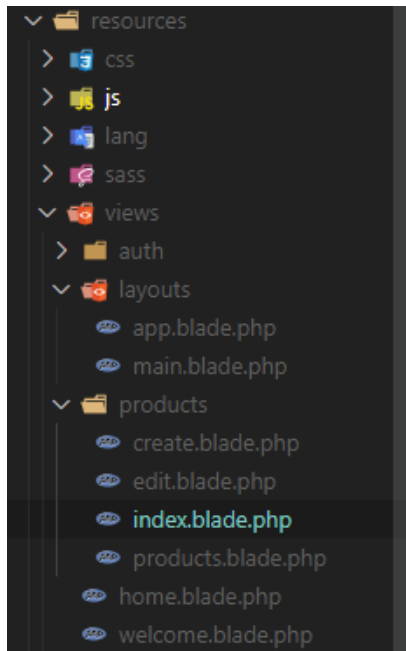 resources
css
js
lang
sass
views
auth
layouts
app.blade.php
main.blade.php
products
create.blade.php
edit.blade.php
index.blade.php
products.blade.php
home.blade.php
welcome.blade.php